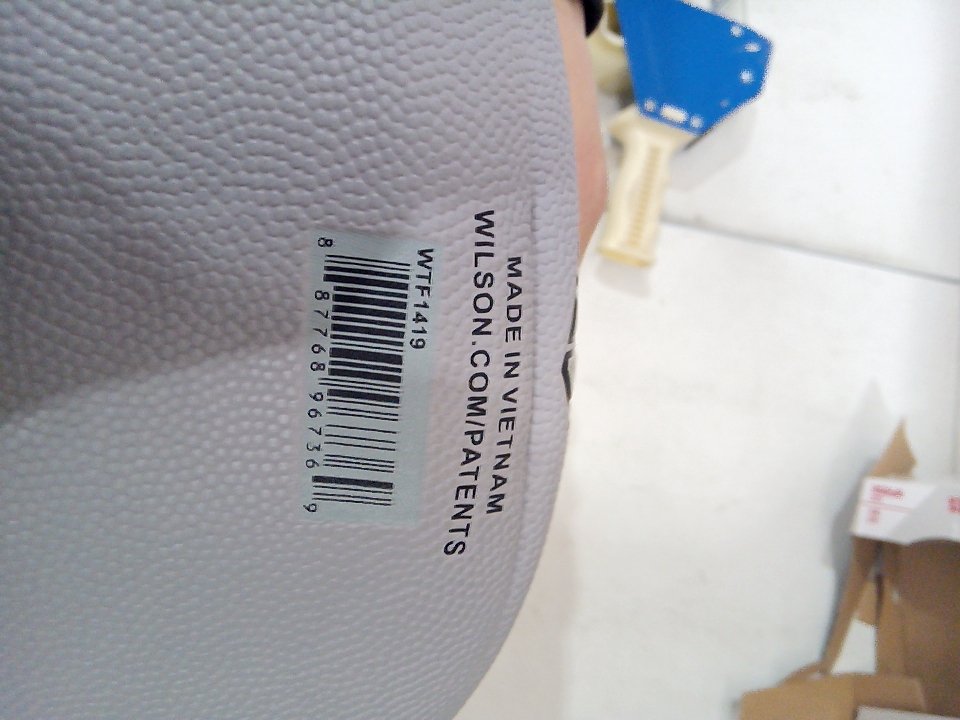 MADE IN VIETNAM
WILSON.COM/PATENTS
WTF1419
8 87768 96736 9